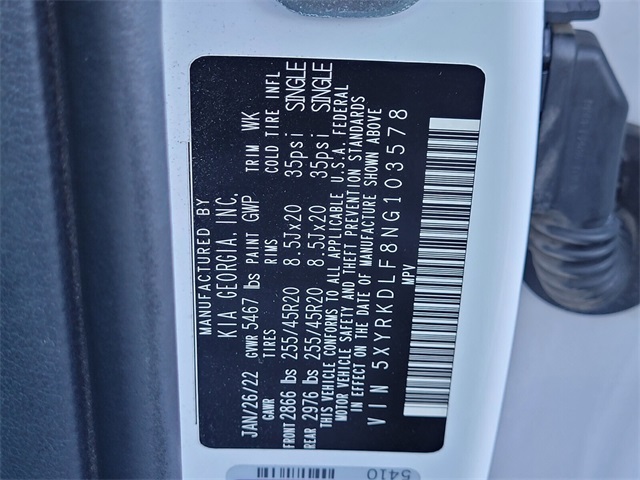 MANUFACTURED BY
KIA GEORGIA, INC.
JAN/26/22 GVWR 5467 lbs PAINT GWP TRIM WK
GAWR TIRES RIMS COLD TIRE INFL
FRONT 2866 lbs 255/45R20 8.5Jx20 35psi SINGLE
REAR 2976 lbs 255/45R20 8.5Jx20 35psi SINGLE
THIS VEHICLE CONFORMS TO ALL APPLICABLE U.S.A. FEDERAL
MOTOR VEHICLE SAFETY AND THEFT PREVENTION STANDARDS
IN EFFECT ON THE DATE OF MANUFACTURE SHOWN ABOVE
VIN 5XYRKDLF8NG103578
MPV
5410